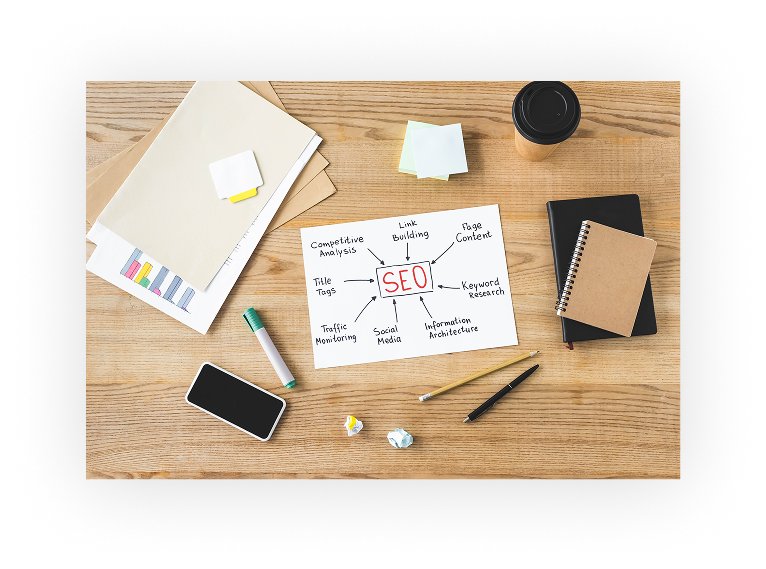 Competitive
Analysis
Link
Building
Page
Content
Title
Tags
SEO
Keyword
Research
Traffic
Monitoring
Social
Media
Information
Architecture